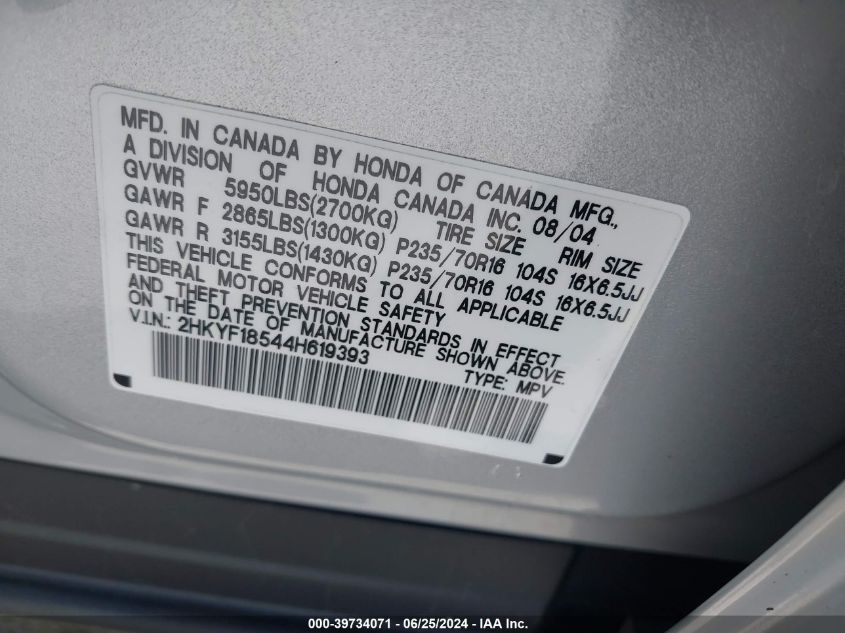 MFD. IN CANADA BY HONDA OF CANADA MFG.,
A DIVISION OF HONDA CANADA INC. 08/04
GVWR 5950LBS(2700KG) TIRE SIZE RIM SIZE
GAWR F 2865LBS(1300KG) P235/70R16 104S 16X6.5JJ
GAWR R 3155LBS(1430KG) P235/70R16 104S 16X6.5JJ
THIS VEHICLE CONFORMS TO ALL APPLICABLE
FEDERAL MOTOR VEHICLE SAFETY
AND THEFT PREVENTION STANDARDS IN EFFECT
ON THE DATE OF MANUFACTURE SHOWN ABOVE.
V.I.N.: 2HKYF18544H619393
TYPE: MPV
000-39734071 - 06/25/2024 - IAA Inc.